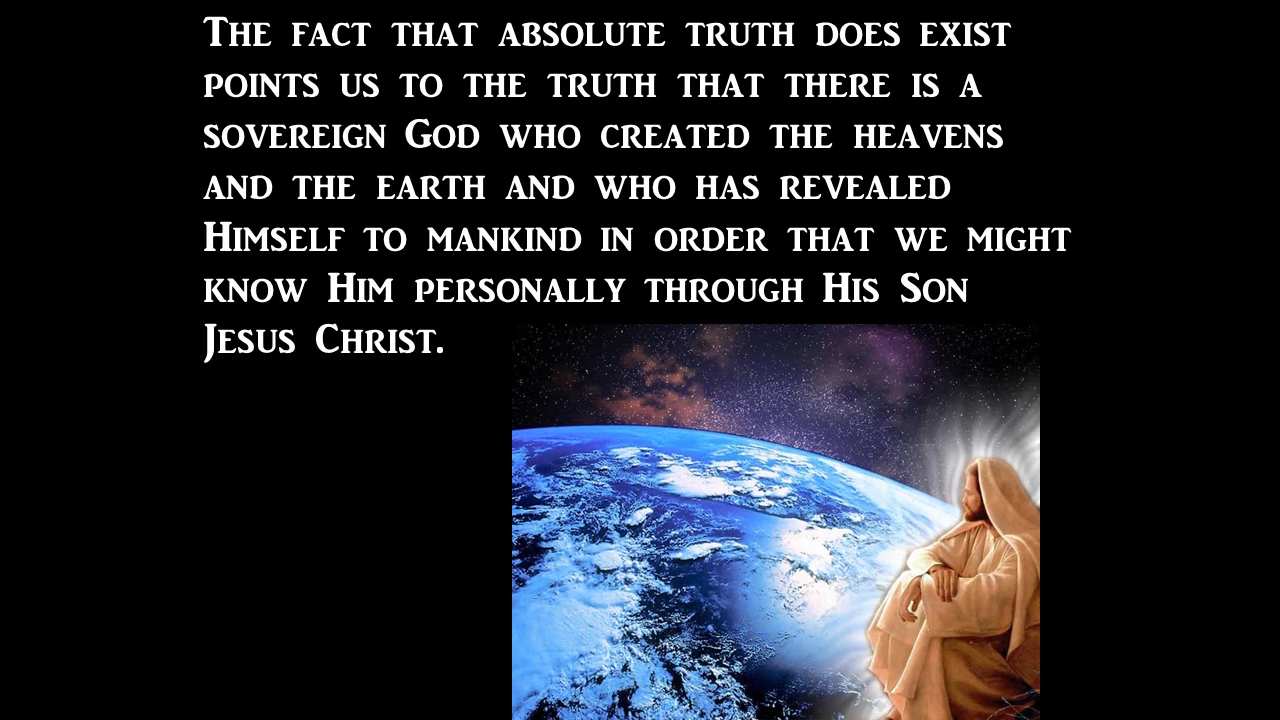 The fact that absolute truth does exist
points us to the truth that there is a
sovereign God who created the heavens
and the earth and who has revealed
Himself to mankind in order that we might
know Him personally through His Son
Jesus Christ.